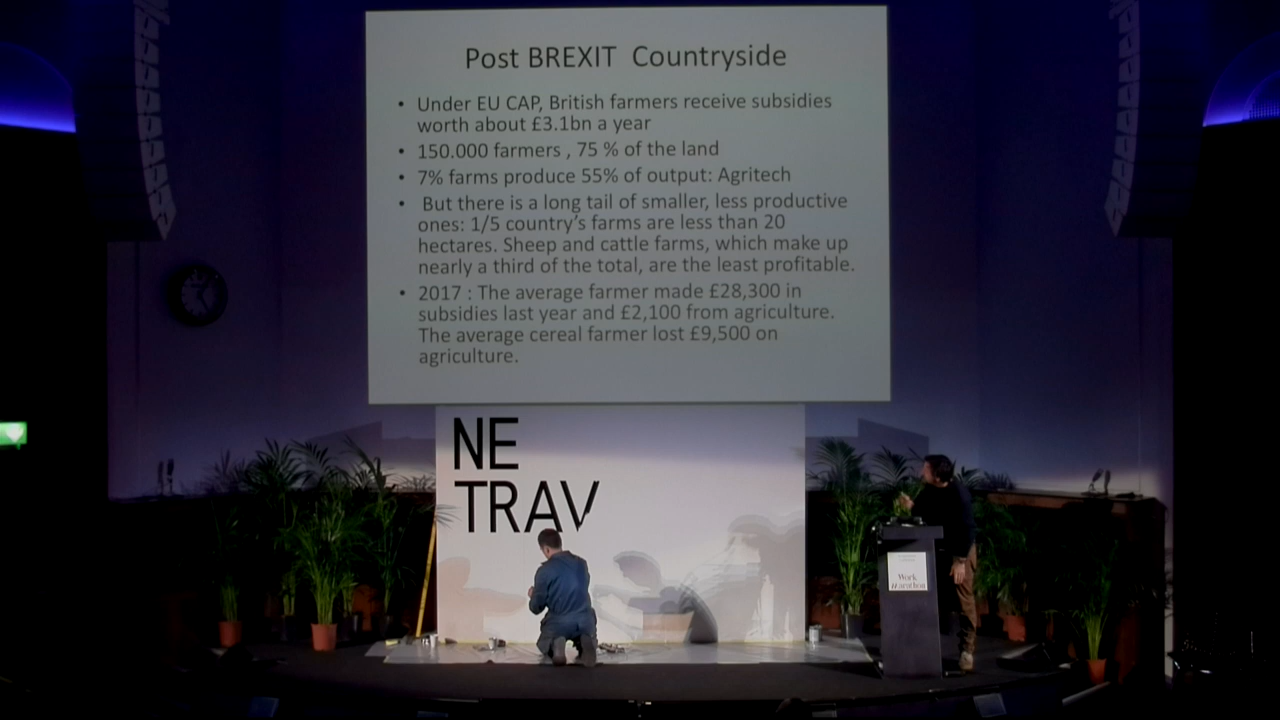 Post BREXIT Countryside
• Under EU CAP, British farmers receive subsidies
worth about £3.1bn a year
• 150.000 farmers , 75 % of the land
• 7% farms produce 55% of output: Agritech
• But there is a long tail of smaller, less productive
ones: 1/5 country's farms are less than 20
hectares. Sheep and cattle farms, which make up
nearly a third of the total, are the least profitable.
• 2017 : The average farmer made £28,300 in
subsidies last year and £2,100 from agriculture.
The average cereal farmer lost £9,500 on
agriculture.
NE
TRAV
Work
Marathon